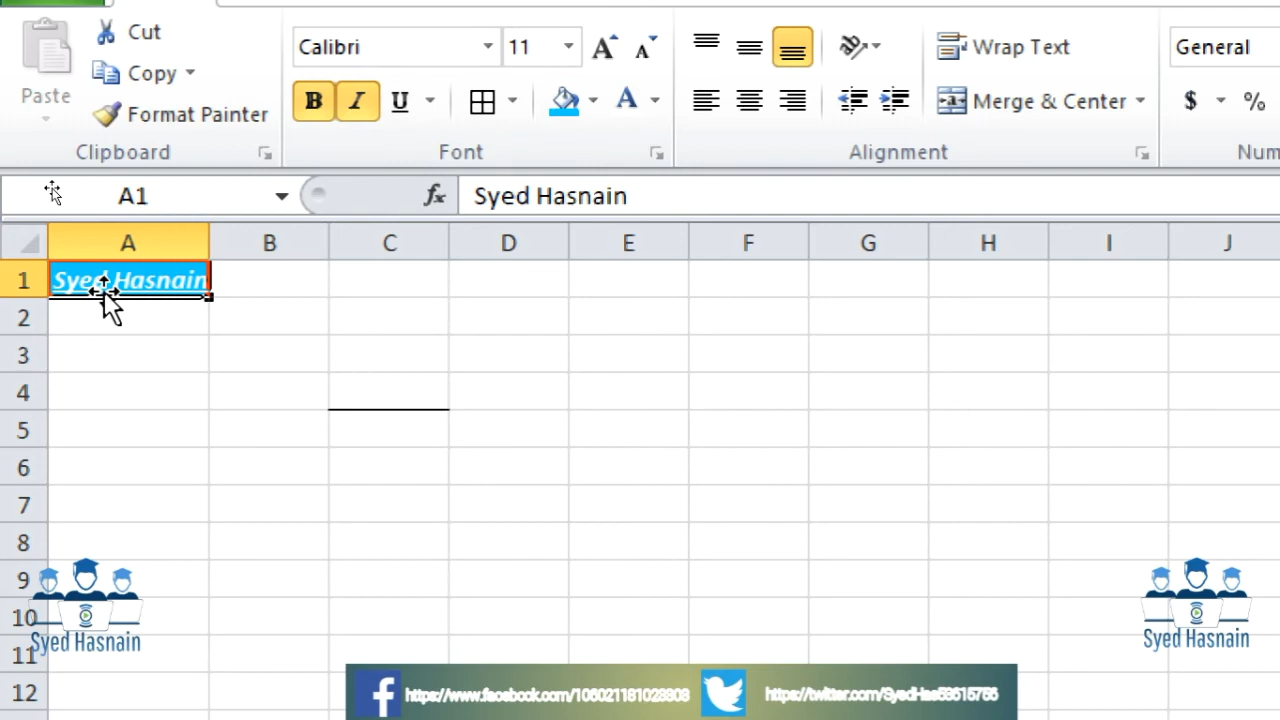 Cut
Copy
Paste
Format Painter
Clipboard
Calibri
11
A A
B I U
A
Font
Wrap Text
Merge & Center
Alignment
General
$ %
Num
A1
fx
Syed Hasnain
A B C D E F G H I J
1
Syed Hasnain
2
3
4
5
6
7
8
9
10
11
12
Syed Hasnain
Syed Hasnain